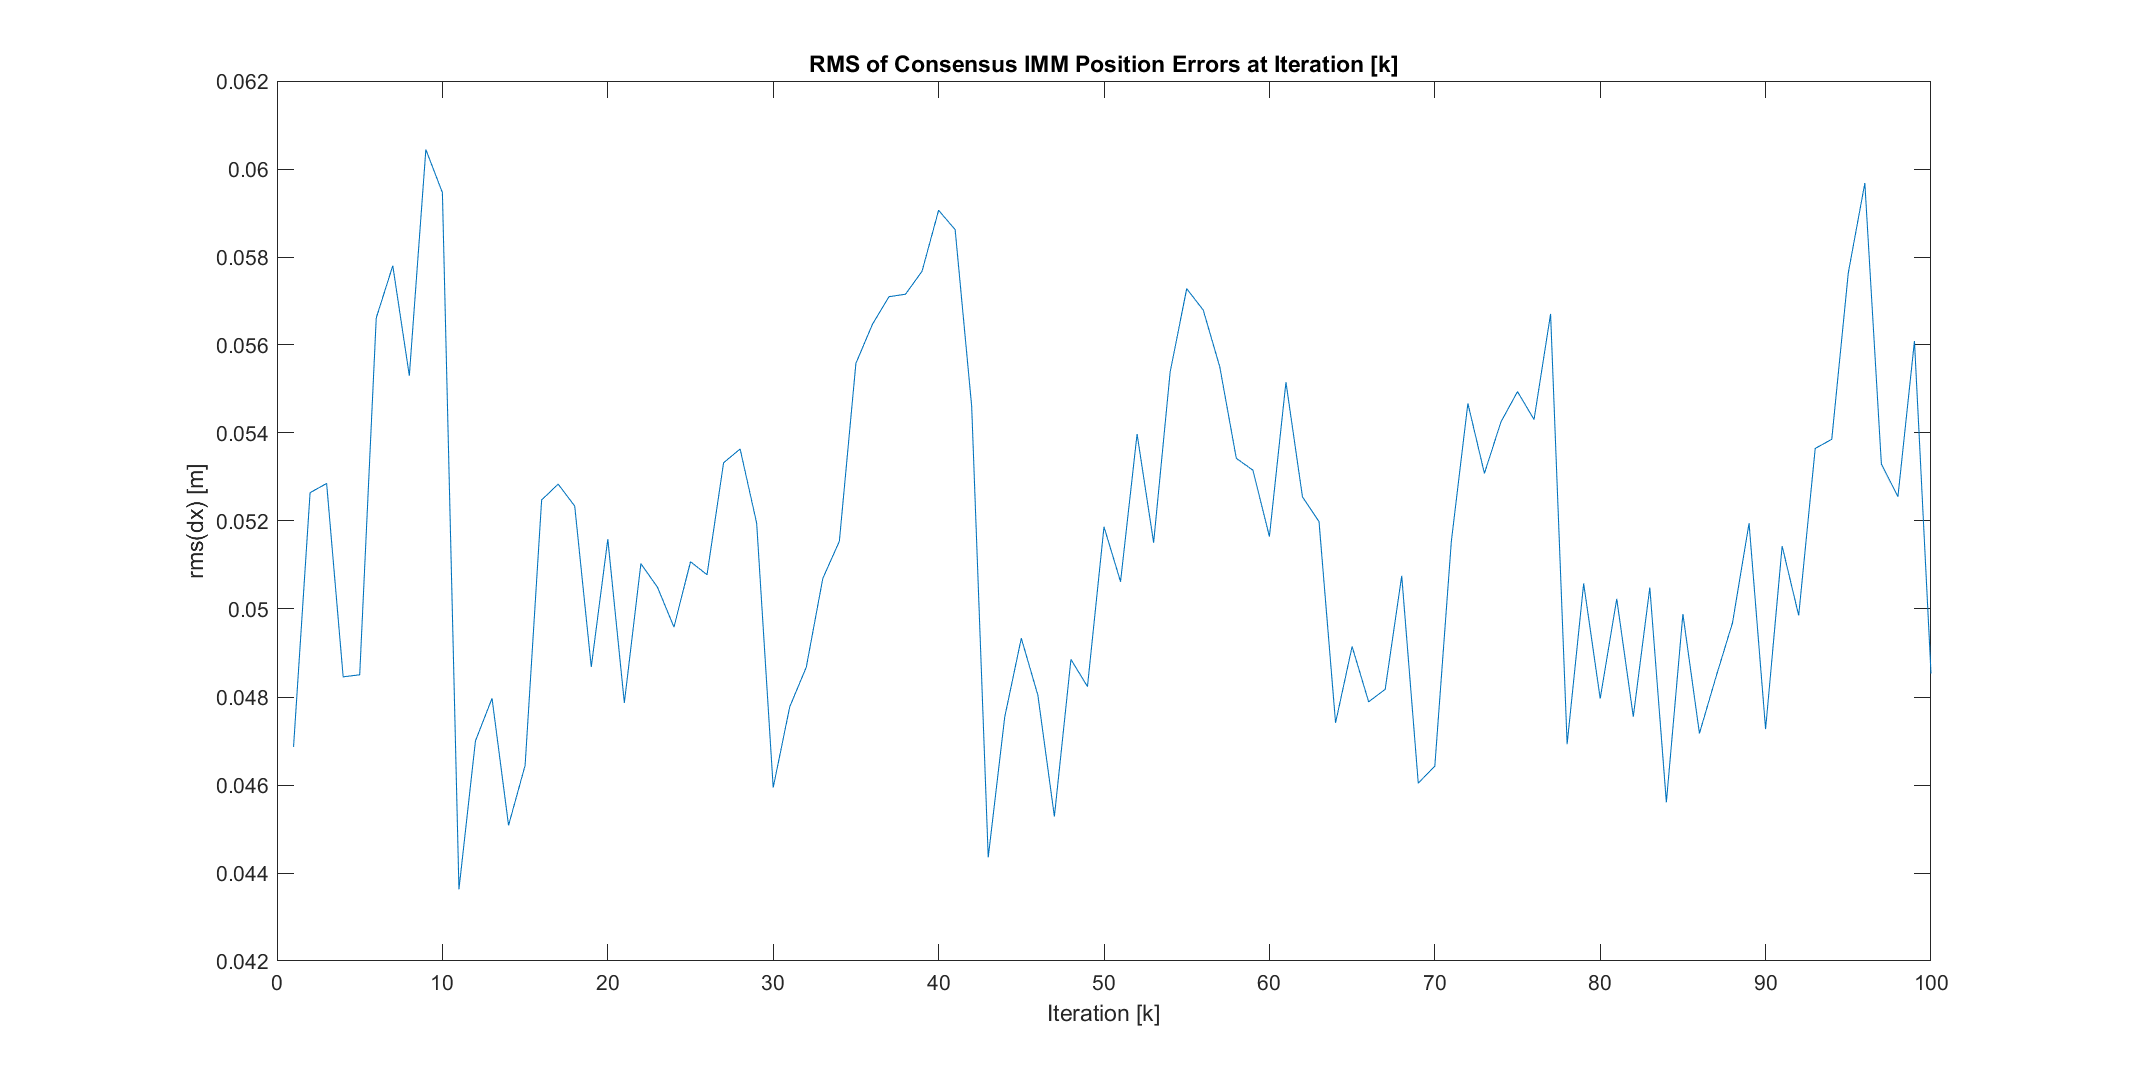 RMS of Consensus IMM Position Errors at Iteration [k]
0.062
0.06
0.058
0.056
0.054
0.052
0.05
0.048
0.046
0.044
0.042
rms(dx) [m]
0 10 20 30 40 50 60 70 80 90 100
Iteration [k]